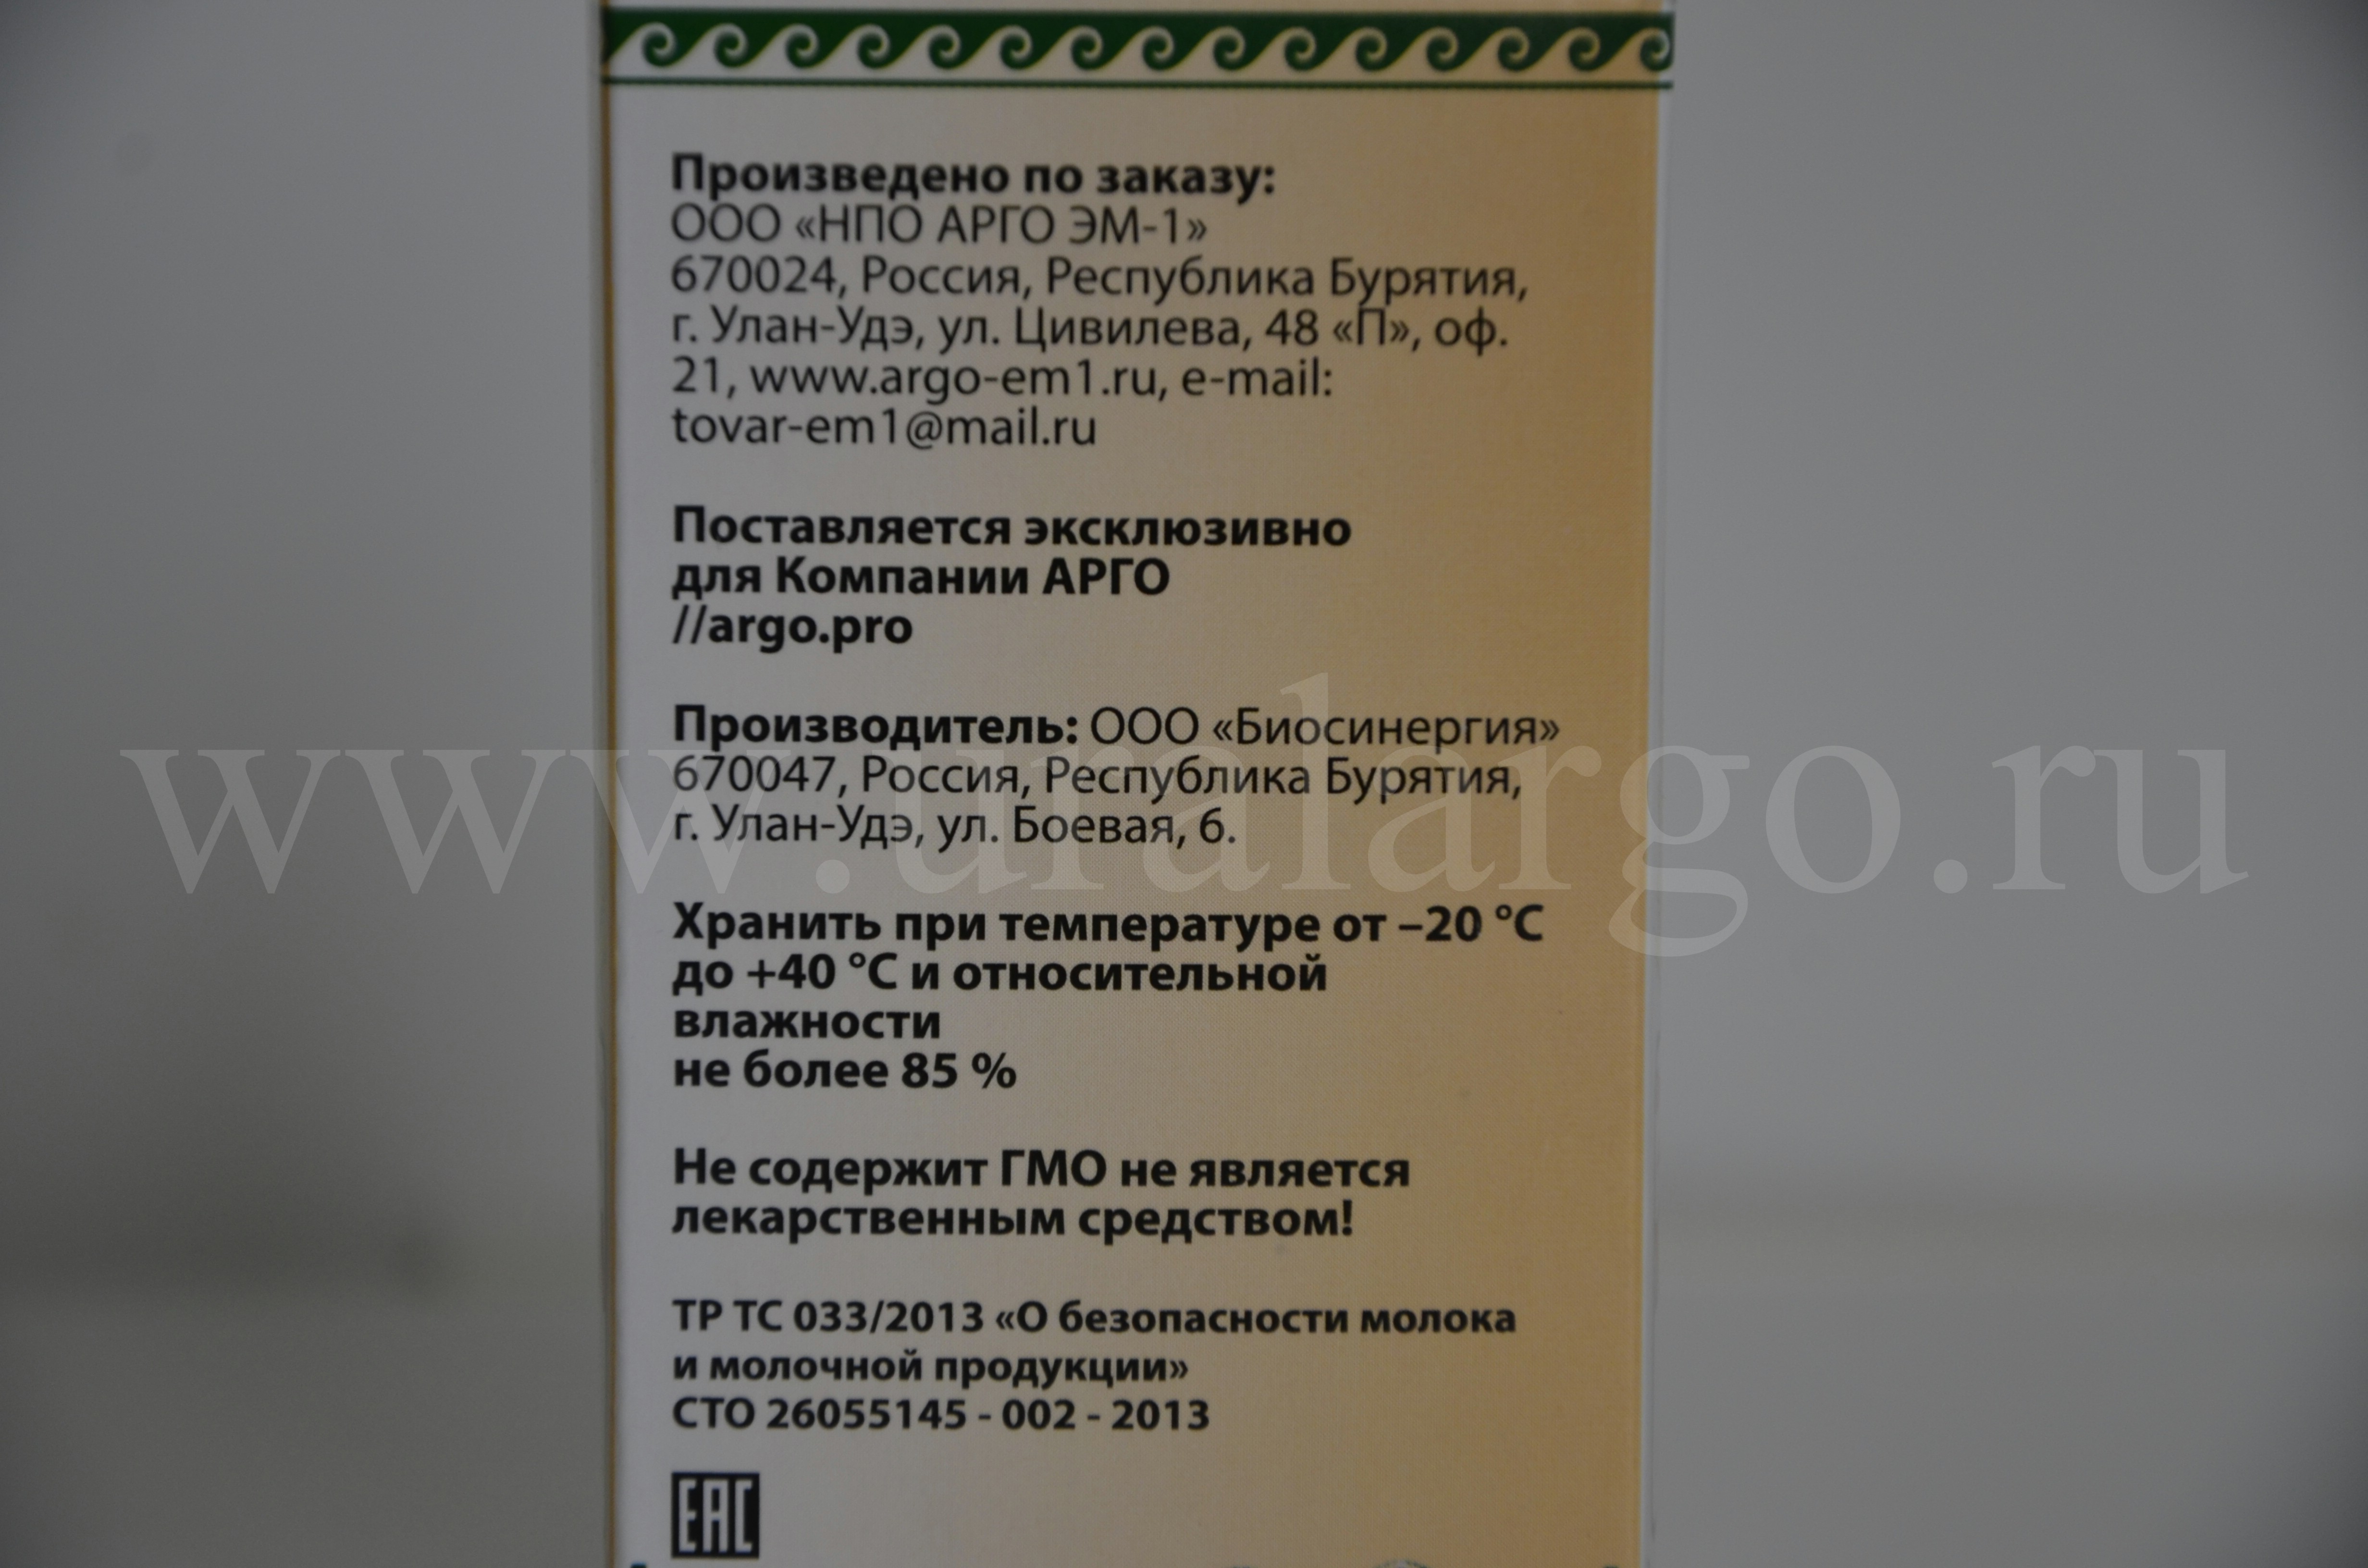 Произведено по заказу:
ООО «НПО АРГО ЭМ-1»
670024, Россия, Республика Бурятия,
г. Улан-Удэ, ул. Цивилева, 48 «П», оф.
21, www.argo-em1.ru, e-mail:
tovar-em1@mail.ru
Поставляется эксклюзивно
для Компании АРГО
//argo.pro
Производитель: ООО «Биосинергия»
670047, Россия, Республика Бурятия,
г. Улан-Удэ, ул. Боевая, 6.
www.uralargo.ru
Хранить при температуре от –20 °С
до +40 °С и относительной
влажности
не более 85 %
Не содержит ГМО не является
лекарственным средством!
ТР ТС 033/2013 «О безопасности молока
и молочной продукции»
СТО 26055145 - 002 - 2013
EAC